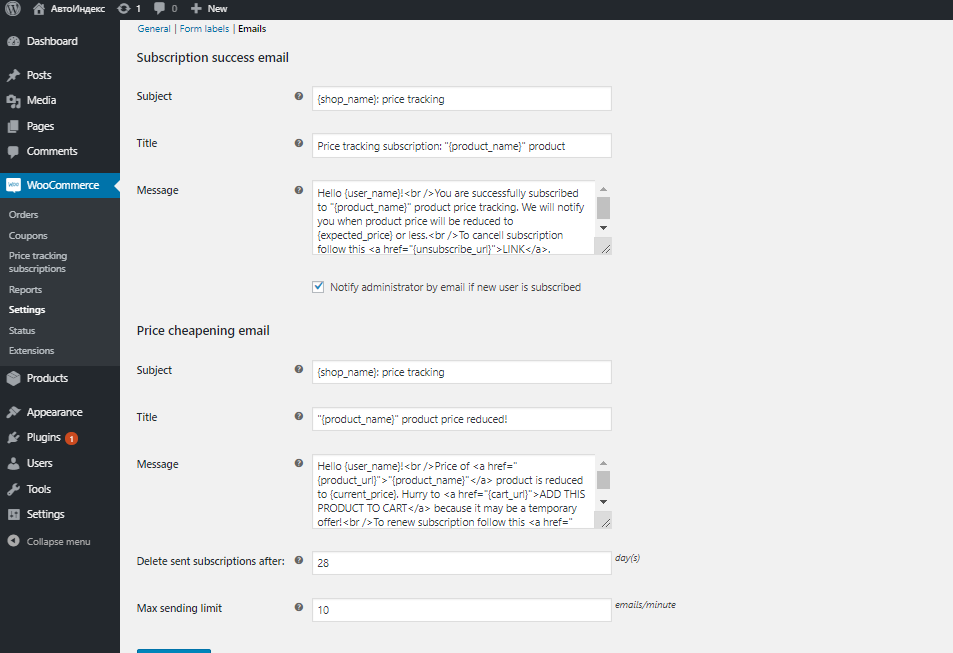 АвтоИндекс 1 0 New
Dashboard
Posts
Media
Pages
Comments
WooCommerce
Orders
Coupons
Price tracking
subscriptions
Reports
Settings
Status
Extensions
Products
Appearance
Plugins 1
Users
Tools
Settings
Collapse menu
General | Form labels | Emails
Subscription success email
Subject
{shop_name}: price tracking
Title
Price tracking subscription: "{product_name}" product
Message
Hello {user_name}!<br />You are successfully subscribed
to "{product_name}" product price tracking. We will notify
you when product price will be reduced to
{expected_price} or less.<br />To cancell subscription
follow this <a href="{unsubscribe_url}">LINK</a>.
Notify administrator by email if new user is subscribed
Price cheapening email
Subject
{shop_name}: price tracking
Title
"{product_name}" product price reduced!
Message
Hello {user_name}!<br />Price of <a href="
{product_url}">"{product_name}"</a> product is reduced
to {current_price}. Hurry to <a href="{cart_url}">ADD THIS
PRODUCT TO CART</a> because it may be a temporary
offer!<br />To renew subscription follow this <a href="
Delete sent subscriptions after:
28
day(s)
Max sending limit
10
emails/minute